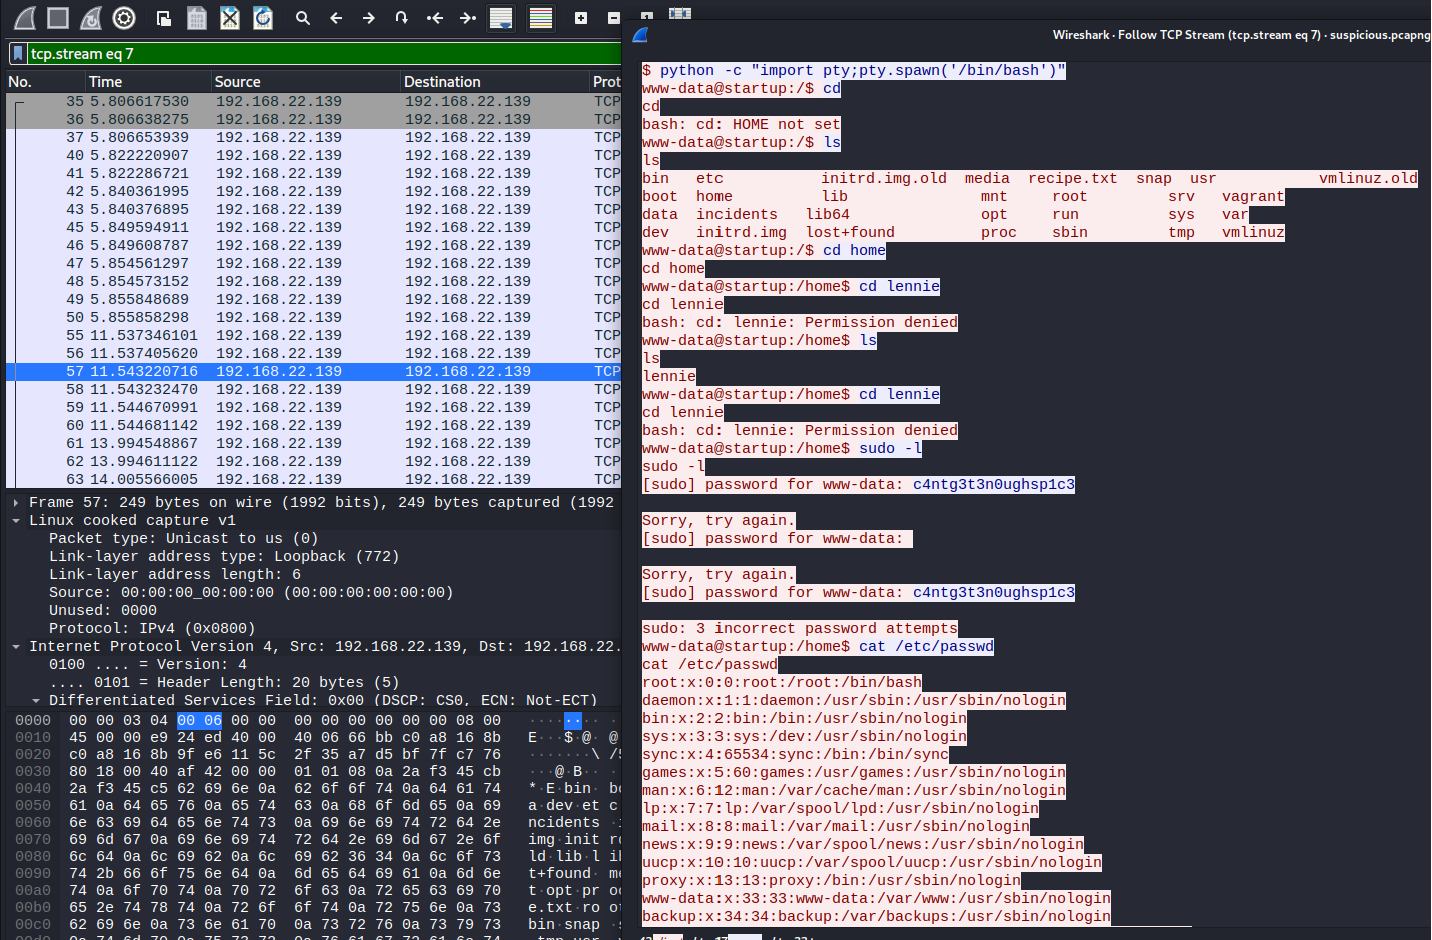 tcp.stream eq 7
No. Time Source Destination Prot
35 5.806617530 192.168.22.139 192.168.22.139 TCP
36 5.806638275 192.168.22.139 192.168.22.139 TCP
37 5.806653939 192.168.22.139 192.168.22.139 TCP
40 5.822220907 192.168.22.139 192.168.22.139 TCP
41 5.822286721 192.168.22.139 192.168.22.139 TCP
42 5.840361995 192.168.22.139 192.168.22.139 TCP
43 5.840376895 192.168.22.139 192.168.22.139 TCP
45 5.849594911 192.168.22.139 192.168.22.139 TCP
46 5.849608787 192.168.22.139 192.168.22.139 TCP
47 5.854561297 192.168.22.139 192.168.22.139 TCP
48 5.854573152 192.168.22.139 192.168.22.139 TCP
49 5.855848689 192.168.22.139 192.168.22.139 TCP
50 5.855858298 192.168.22.139 192.168.22.139 TCP
55 11.537346101 192.168.22.139 192.168.22.139 TCP
56 11.537405620 192.168.22.139 192.168.22.139 TCP
57 11.543220716 192.168.22.139 192.168.22.139 TCP
58 11.543232470 192.168.22.139 192.168.22.139 TCP
59 11.544670991 192.168.22.139 192.168.22.139 TCP
60 11.544681142 192.168.22.139 192.168.22.139 TCP
61 13.994548867 192.168.22.139 192.168.22.139 TCP
62 13.994611122 192.168.22.139 192.168.22.139 TCP
63 14.005566005 192.168.22.139 192.168.22.139 TCP
Frame 57: 249 bytes on wire (1992 bits), 249 bytes captured (1992
Linux cooked capture v1
Packet type: Unicast to us (0)
Link-layer address type: Loopback (772)
Link-layer address length: 6
Source: 00:00:00_00:00:00 (00:00:00:00:00:00)
Unused: 0000
Protocol: IPv4 (0x0800)
Internet Protocol Version 4, Src: 192.168.22.139, Dst: 192.168.22.
0100 .... = Version: 4
.... 0101 = Header Length: 20 bytes (5)
Differentiated Services Field: 0x00 (DSCP: CS0, ECN: Not-ECT)
0000 00 00 03 04 00 06 00 00 00 00 00 00 00 00 08 00 ········
0010 45 00 00 e9 24 ed 40 00 40 06 66 bb c0 a8 16 8b E···$·@· @
0020 c0 a8 16 8b 9f e6 11 5c 2f 35 a7 d5 bf 7f c7 76 ·······\ /5
0030 80 18 00 40 af 42 00 00 01 01 08 0a 2a f3 45 cb ···@·B··
0040 2a f3 45 c5 62 69 6e 0a 62 6f 6f 74 0a 64 61 74 *·E·bin· bo
0050 61 0a 64 65 76 0a 65 74 63 0a 68 6f 6d 65 0a 69 a·dev·et c
0060 6e 63 69 64 65 6e 74 73 0a 69 6e 69 74 72 64 2e ncidents ·i
0070 69 6d 67 0a 69 6e 69 74 72 64 2e 69 6d 67 2e 6f img·init rd
0080 6c 64 0a 6c 69 62 0a 6c 69 62 36 34 0a 6c 6f 73 ld·lib·l ib
0090 74 2b 66 6f 75 6e 64 0a 6d 65 64 69 61 0a 6d 6e t+found· me
00a0 74 0a 6f 70 74 0a 70 72 6f 63 0a 72 65 63 69 70 t·opt·pr oc
00b0 65 2e 74 78 74 0a 72 6f 6f 74 0a 72 75 6e 0a 73 e.txt·ro ot
00c0 62 69 6e 0a 73 6e 61 70 0a 73 72 76 0a 73 79 73 bin·snap ·s
Wireshark · Follow TCP Stream (tcp.stream eq 7) · suspicious.pcapng
$ python -c "import pty;pty.spawn('/bin/bash')"
www-data@startup:/$ cd
cd
bash: cd: HOME not set
www-data@startup:/$ ls
ls
bin etc initrd.img.old media recipe.txt snap usr vmlinuz.old
boot home lib mnt root srv vagrant
data incidents lib64 opt run sys var
dev initrd.img lost+found proc sbin tmp vmlinuz
www-data@startup:/$ cd home
cd home
www-data@startup:/home$ cd lennie
cd lennie
bash: cd: lennie: Permission denied
www-data@startup:/home$ ls
ls
lennie
www-data@startup:/home$ cd lennie
cd lennie
bash: cd: lennie: Permission denied
www-data@startup:/home$ sudo -l
sudo -l
[sudo] password for www-data: c4ntg3t3n0ughsp1c3
Sorry, try again.
[sudo] password for www-data:
Sorry, try again.
[sudo] password for www-data: c4ntg3t3n0ughsp1c3
sudo: 3 incorrect password attempts
www-data@startup:/home$ cat /etc/passwd
cat /etc/passwd
root:x:0:0:root:/root:/bin/bash
daemon:x:1:1:daemon:/usr/sbin:/usr/sbin/nologin
bin:x:2:2:bin:/bin:/usr/sbin/nologin
sys:x:3:3:sys:/dev:/usr/sbin/nologin
sync:x:4:65534:sync:/bin:/bin/sync
games:x:5:60:games:/usr/games:/usr/sbin/nologin
man:x:6:12:man:/var/cache/man:/usr/sbin/nologin
lp:x:7:7:lp:/var/spool/lpd:/usr/sbin/nologin
mail:x:8:8:mail:/var/mail:/usr/sbin/nologin
news:x:9:9:news:/var/spool/news:/usr/sbin/nologin
uucp:x:10:10:uucp:/var/spool/uucp:/usr/sbin/nologin
proxy:x:13:13:proxy:/bin:/usr/sbin/nologin
www-data:x:33:33:www-data:/var/www:/usr/sbin/nologin
backup:x:34:34:backup:/var/backups:/usr/sbin/nologin